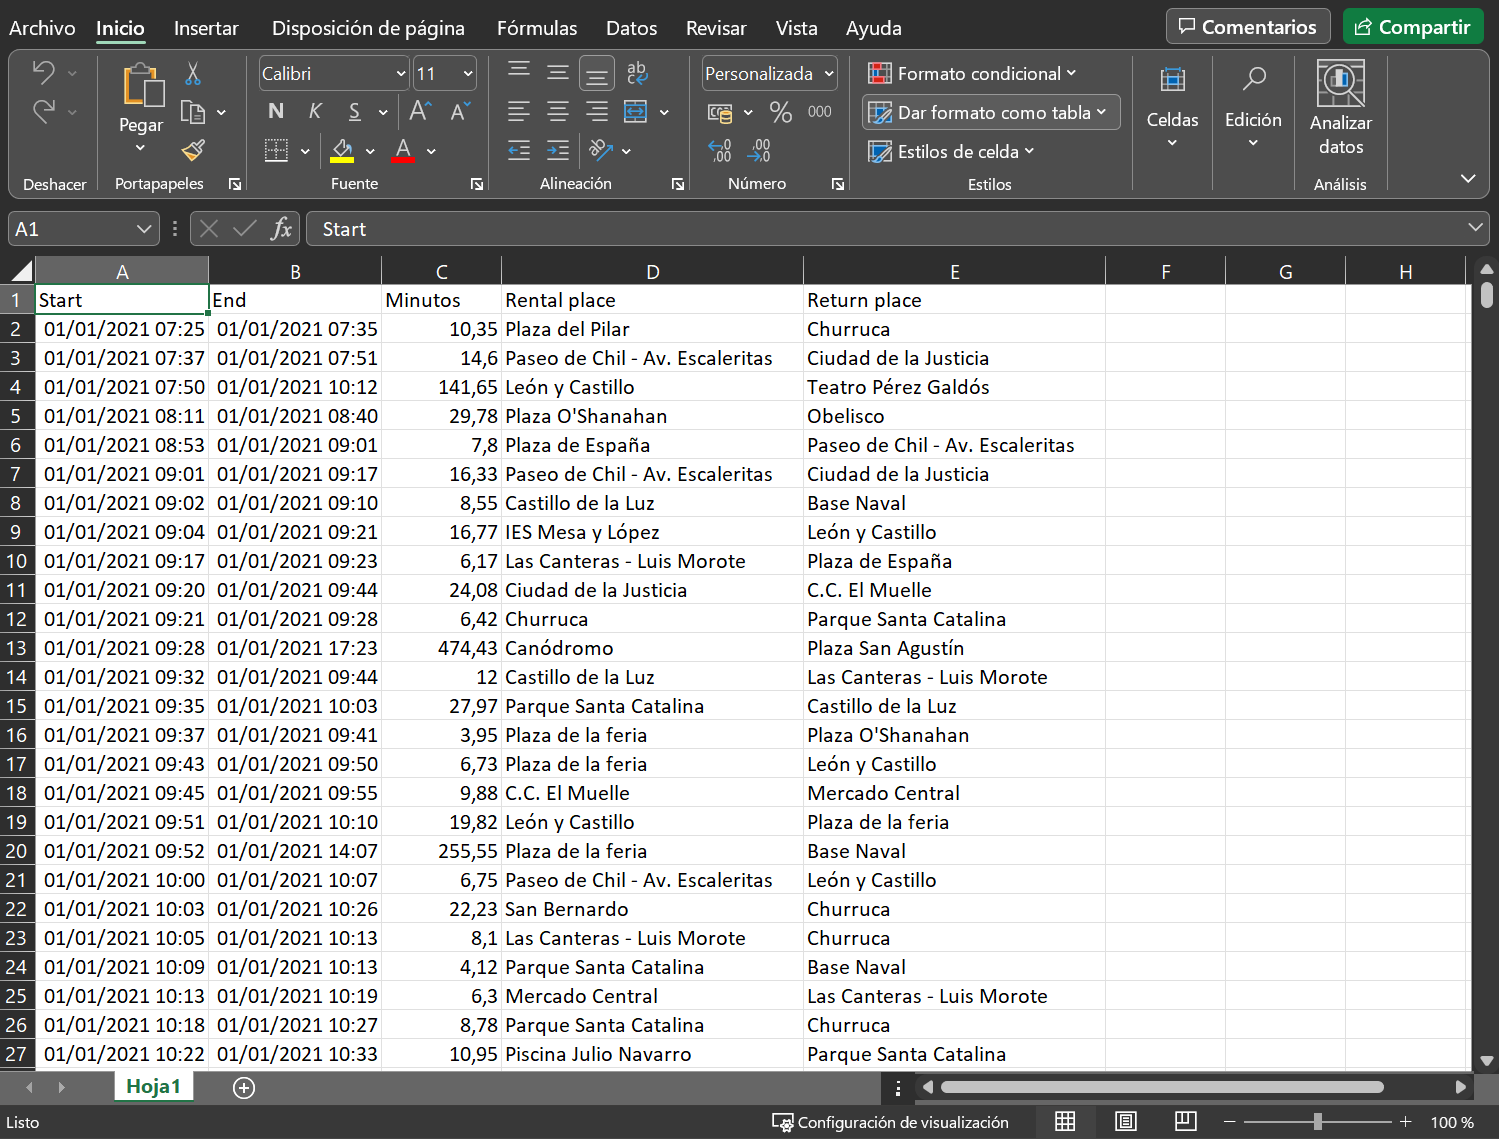 Archivo Inicio Insertar Disposición de página Fórmulas Datos Revisar Vista Ayuda Comentarios Compartir
Calibri 11 ab Personalizada Formato condicional
Pegar N K S A A % 000 Dar formato como tabla Celdas Edición Analizar datos
A 0 ,00 ,00 ,0 Estilos de celda
Deshacer Portapapeles Fuente Alineación Número Estilos Análisis
A1 fx Start
A B C D E F G H
1 Start End Minutos Rental place Return place
2 01/01/2021 07:25 01/01/2021 07:35 10,35 Plaza del Pilar Churruca
3 01/01/2021 07:37 01/01/2021 07:51 14,6 Paseo de Chil - Av. Escaleritas Ciudad de la Justicia
4 01/01/2021 07:50 01/01/2021 10:12 141,65 León y Castillo Teatro Pérez Galdós
5 01/01/2021 08:11 01/01/2021 08:40 29,78 Plaza O'Shanahan Obelisco
6 01/01/2021 08:53 01/01/2021 09:01 7,8 Plaza de España Paseo de Chil - Av. Escaleritas
7 01/01/2021 09:01 01/01/2021 09:17 16,33 Paseo de Chil - Av. Escaleritas Ciudad de la Justicia
8 01/01/2021 09:02 01/01/2021 09:10 8,55 Castillo de la Luz Base Naval
9 01/01/2021 09:04 01/01/2021 09:21 16,77 IES Mesa y López León y Castillo
10 01/01/2021 09:17 01/01/2021 09:23 6,17 Las Canteras - Luis Morote Plaza de España
11 01/01/2021 09:20 01/01/2021 09:44 24,08 Ciudad de la Justicia C.C. El Muelle
12 01/01/2021 09:21 01/01/2021 09:28 6,42 Churruca Parque Santa Catalina
13 01/01/2021 09:28 01/01/2021 17:23 474,43 Canódromo Plaza San Agustín
14 01/01/2021 09:32 01/01/2021 09:44 12 Castillo de la Luz Las Canteras - Luis Morote
15 01/01/2021 09:35 01/01/2021 10:03 27,97 Parque Santa Catalina Castillo de la Luz
16 01/01/2021 09:37 01/01/2021 09:41 3,95 Plaza de la feria Plaza O'Shanahan
17 01/01/2021 09:43 01/01/2021 09:50 6,73 Plaza de la feria León y Castillo
18 01/01/2021 09:45 01/01/2021 09:55 9,88 C.C. El Muelle Mercado Central
19 01/01/2021 09:51 01/01/2021 10:10 19,82 León y Castillo Plaza de la feria
20 01/01/2021 09:52 01/01/2021 14:07 255,55 Plaza de la feria Base Naval
21 01/01/2021 10:00 01/01/2021 10:07 6,75 Paseo de Chil - Av. Escaleritas León y Castillo
22 01/01/2021 10:03 01/01/2021 10:26 22,23 San Bernardo Churruca
23 01/01/2021 10:05 01/01/2021 10:13 8,1 Las Canteras - Luis Morote Churruca
24 01/01/2021 10:09 01/01/2021 10:13 4,12 Parque Santa Catalina Base Naval
25 01/01/2021 10:13 01/01/2021 10:19 6,3 Mercado Central Las Canteras - Luis Morote
26 01/01/2021 10:18 01/01/2021 10:27 8,78 Parque Santa Catalina Churruca
27 01/01/2021 10:22 01/01/2021 10:33 10,95 Piscina Julio Navarro Parque Santa Catalina
Hoja1
Listo Configuración de visualización 100 %